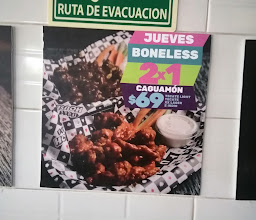 RUTA DE EVACUACION
JUEVES
BONELESS
2x1
CAGUAMÓN
$69